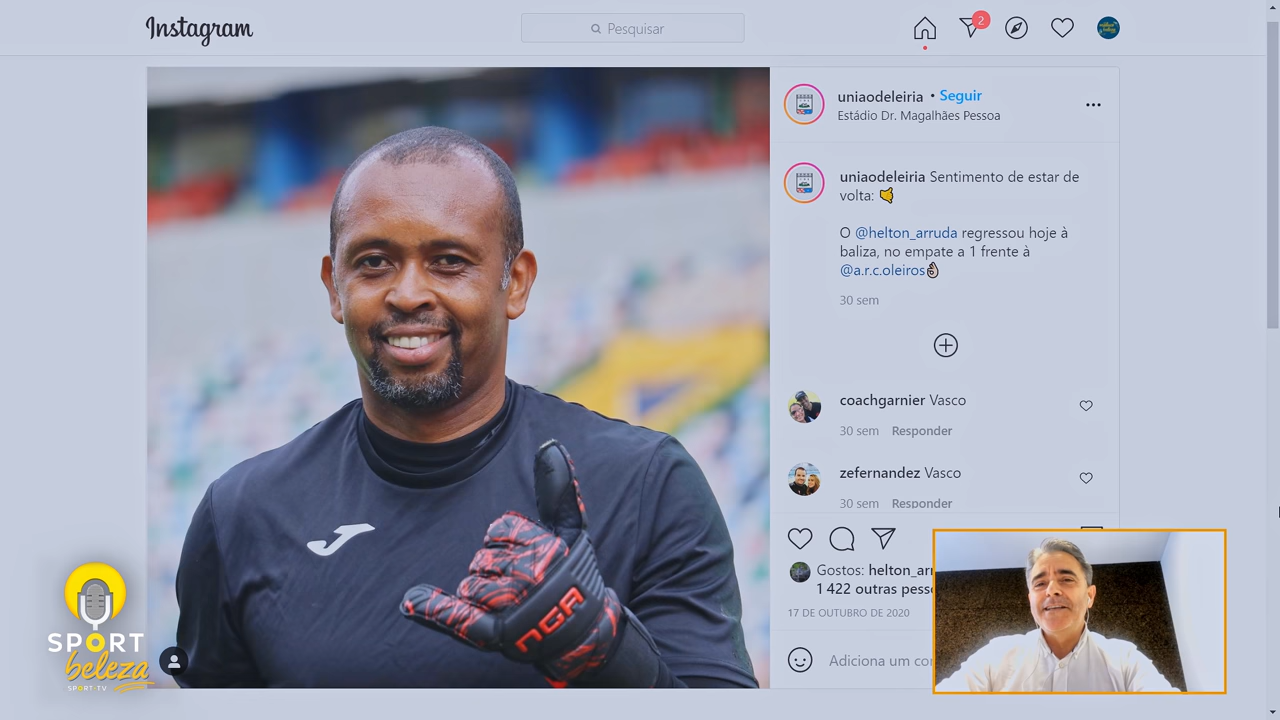 Instagram
Pesquisar
2
uniaodeleiria • Seguir
Estádio Dr. Magalhães Pessoa
uniaodeleiria Sentimento de estar de
volta:
O @helton_arruda regressou hoje à
baliza, no empate a 1 frente à
@a.r.c.oleiros
30 sem
coachgarnier Vasco
30 sem Responder
zefernandez Vasco
30 sem Responder
Gostos: helton_arr
1 422 outras pess
17 DE OUTUBRO DE 2020
Adiciona um co
NGA
SPORT
beleza
SPORT·TV